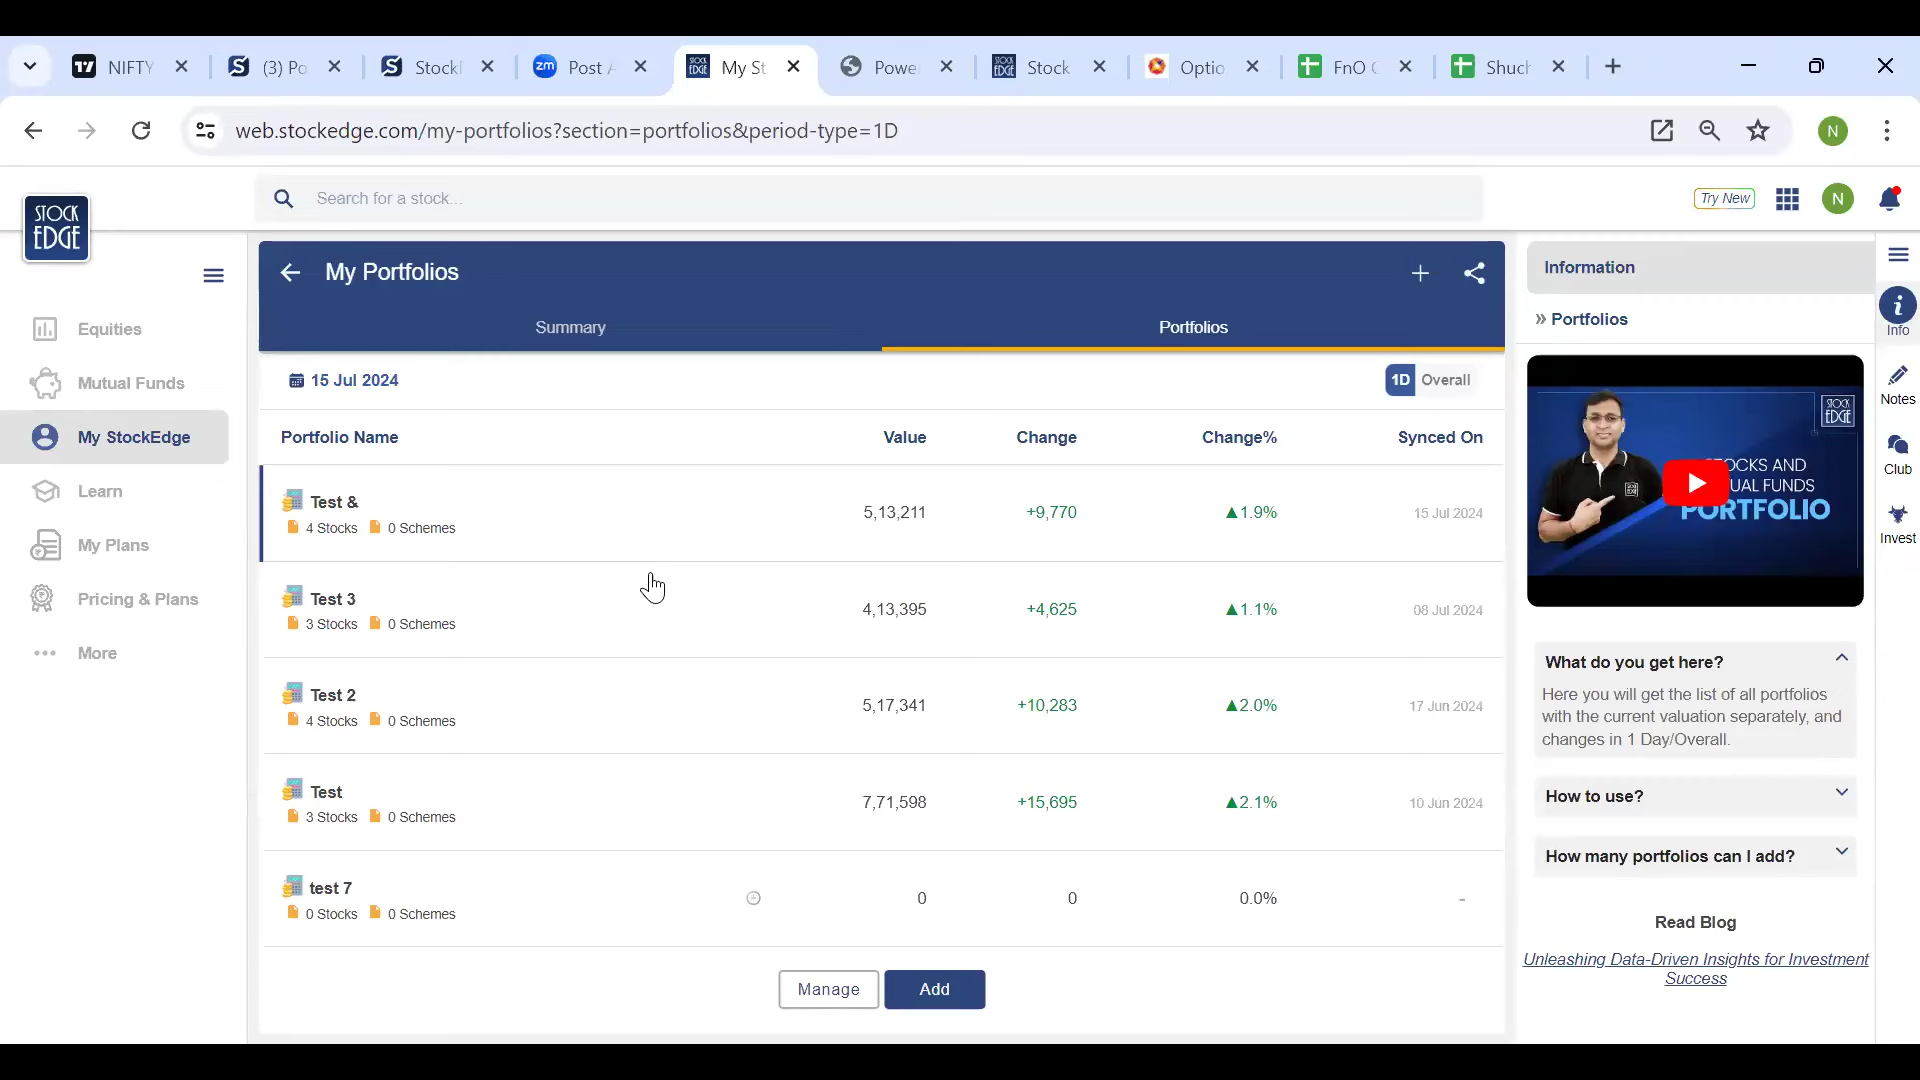 NIFTY
(3) Po
Stock
Post A
My St
Powe
Stock
Optio
FnO
Shuch
web.stockedge.com/my-portfolios?section=portfolios&period-type=1D
N
STOCK
EDGE
Search for a stock...
Try New
N
Equities
Mutual Funds
My StockEdge
Learn
My Plans
Pricing & Plans
More
My Portfolios
Summary
Portfolios
15 Jul 2024
1D Overall
Portfolio Name Value Change Change% Synced On
Test &
4 Stocks 0 Schemes
5,13,211 +9,770 ▲1.9% 15 Jul 2024
Test 3
3 Stocks 0 Schemes
4,13,395 +4,625 ▲1.1% 08 Jul 2024
Test 2
4 Stocks 0 Schemes
5,17,341 +10,283 ▲2.0% 17 Jun 2024
Test
3 Stocks 0 Schemes
7,71,598 +15,695 ▲2.1% 10 Jun 2024
test 7
0 Stocks 0 Schemes
0 0 0.0% -
Manage
Add
Information
» Portfolios
STOCK
EDGE
STOCKS AND
MUTUAL FUNDS
PORTFOLIO
What do you get here?
Here you will get the list of all portfolios
with the current valuation separately, and
changes in 1 Day/Overall.
How to use?
How many portfolios can I add?
Read Blog
Unleashing Data-Driven Insights for Investment
Success
Info
Notes
Club
Invest